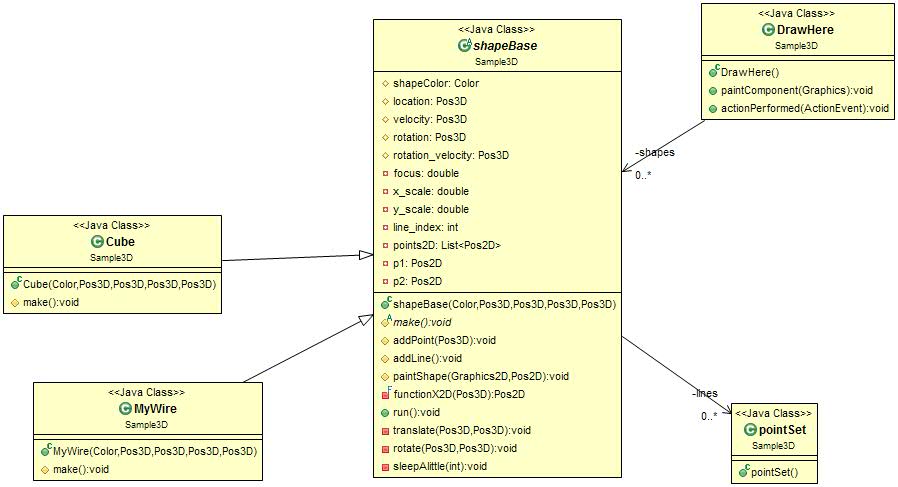 <<Java Class>>
shapeBase
Sample3D
shapeColor: Color
location: Pos3D
velocity: Pos3D
rotation: Pos3D
rotation_velocity: Pos3D
focus: double
x_scale: double
y_scale: double
line_index: int
points2D: List<Pos2D>
p1: Pos2D
p2: Pos2D
shapeBase(Color,Pos3D,Pos3D,Pos3D,Pos3D)
make():void
addPoint(Pos3D):void
addLine():void
paintShape(Graphics2D,Pos2D):void
functionX2D(Pos3D):Pos2D
run():void
translate(Pos3D,Pos3D):void
rotate(Pos3D,Pos3D):void
sleepAlittle(int):void
<<Java Class>>
DrawHere
Sample3D
DrawHere()
paintComponent(Graphics):void
actionPerformed(ActionEvent):void
-shapes
0..*
<<Java Class>>
Cube
Sample3D
Cube(Color,Pos3D,Pos3D,Pos3D,Pos3D)
make():void
<<Java Class>>
MyWire
Sample3D
MyWire(Color,Pos3D,Pos3D,Pos3D,Pos3D)
make():void
-lines
0..*
<<Java Class>>
pointSet
Sample3D
pointSet()